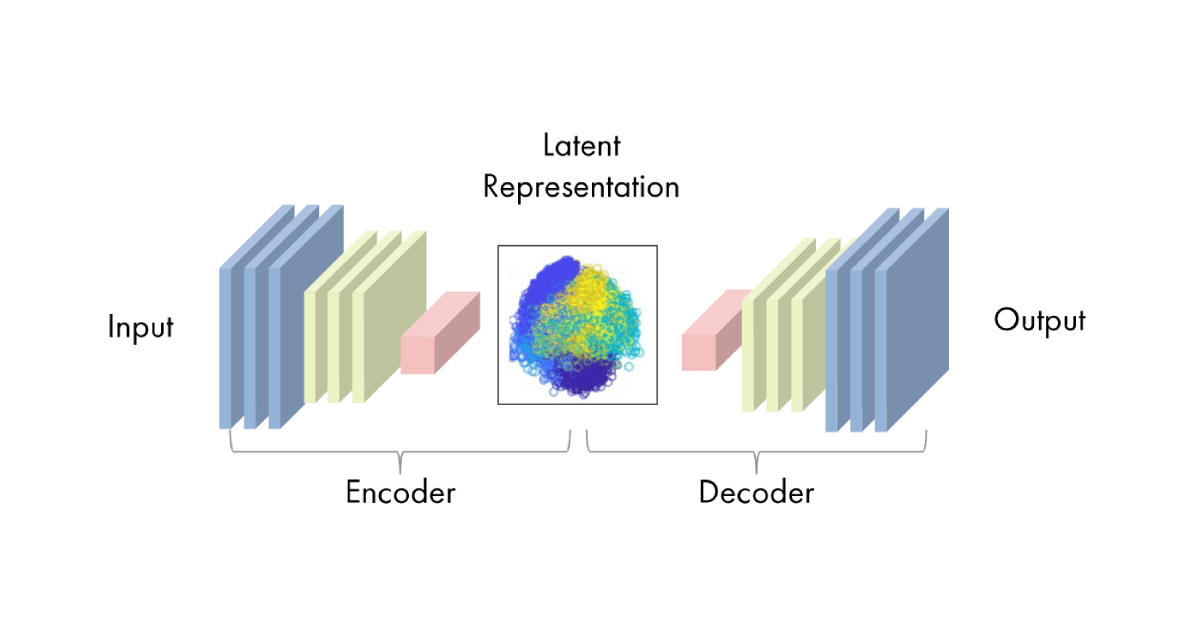 Latent
Representation
Input
Output
Encoder
Decoder